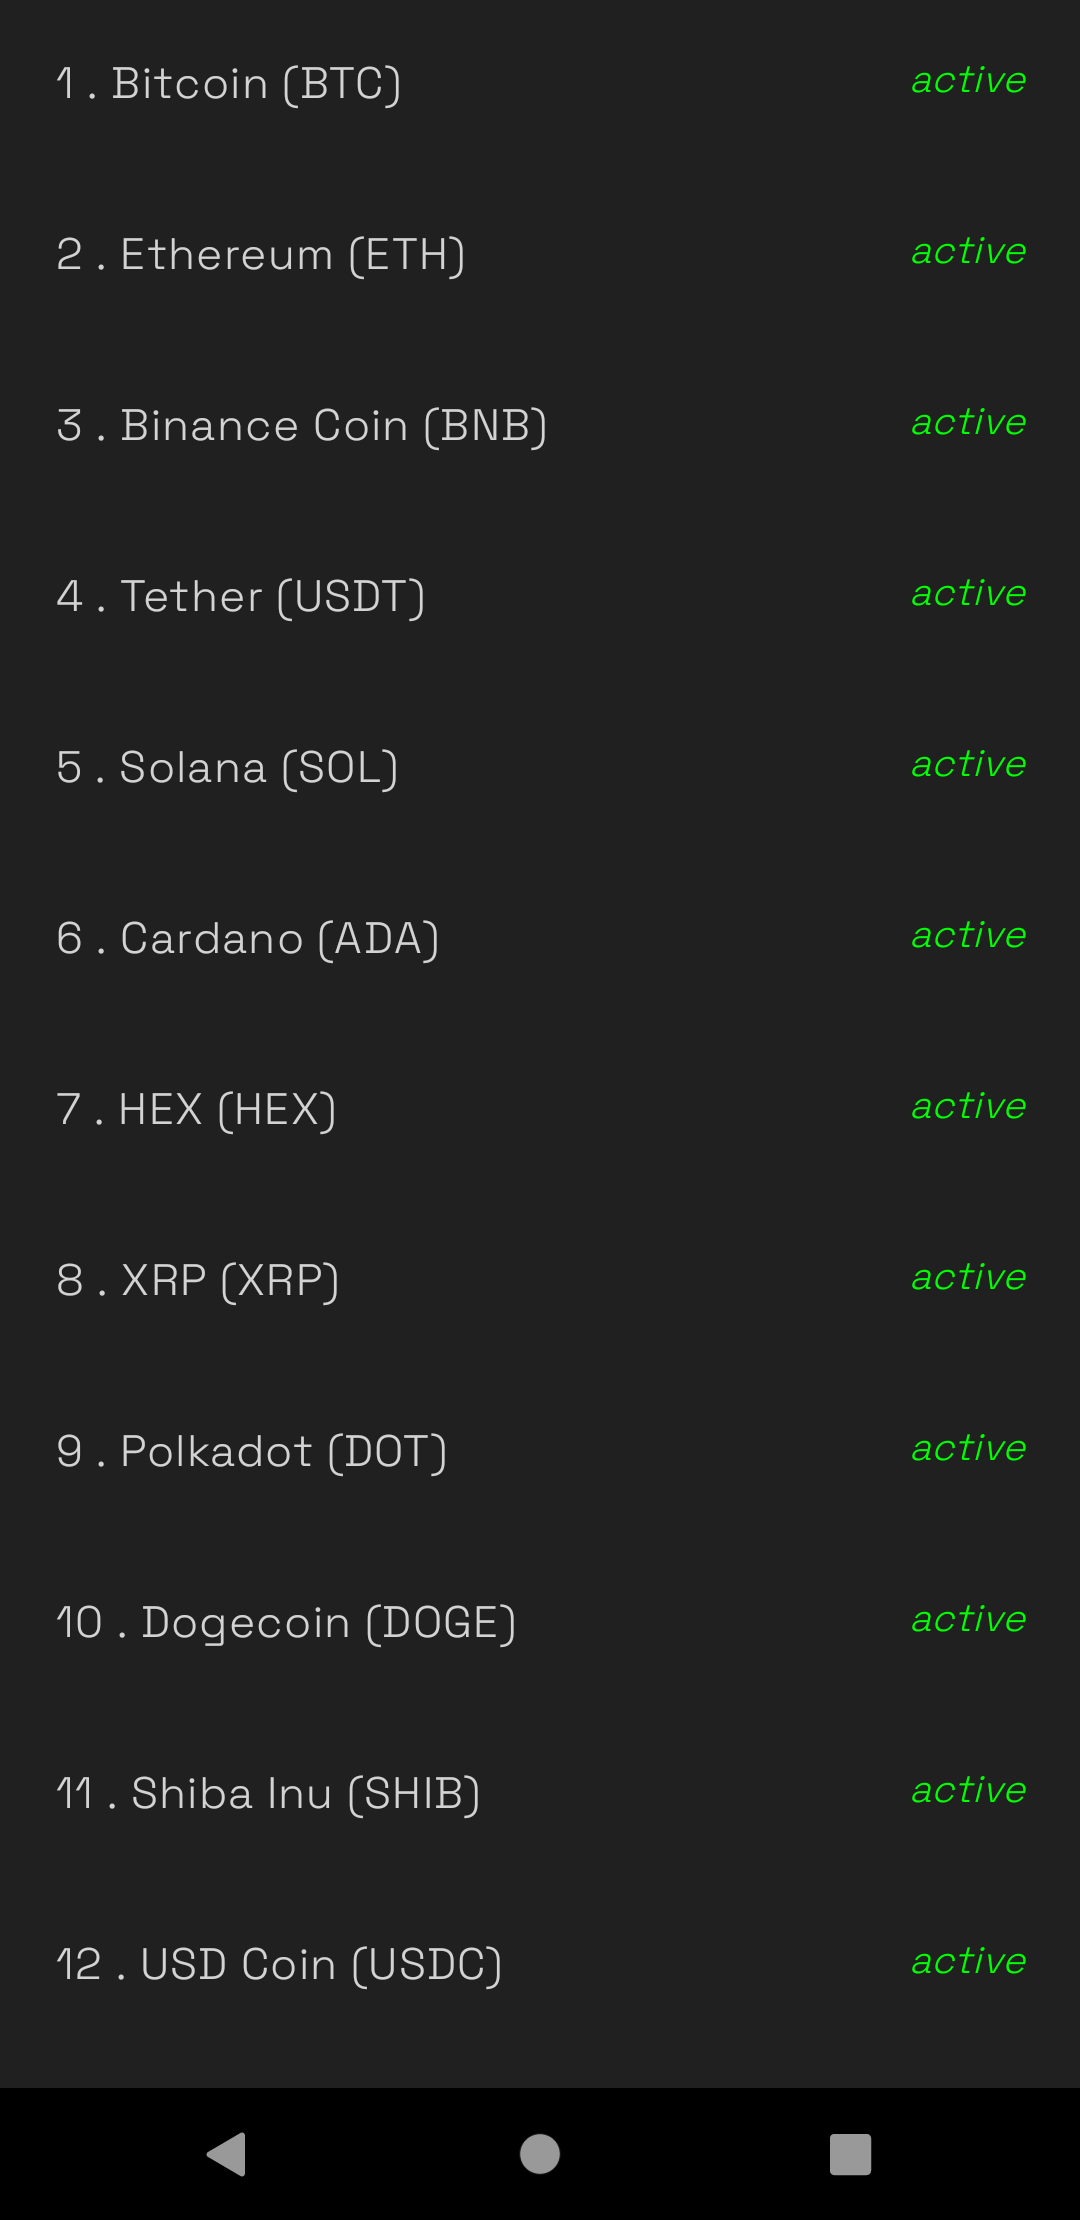 1 . Bitcoin (BTC) active
2 . Ethereum (ETH) active
3 . Binance Coin (BNB) active
4 . Tether (USDT) active
5 . Solana (SOL) active
6 . Cardano (ADA) active
7 . HEX (HEX) active
8 . XRP (XRP) active
9 . Polkadot (DOT) active
10 . Dogecoin (DOGE) active
11 . Shiba Inu (SHIB) active
12 . USD Coin (USDC) active